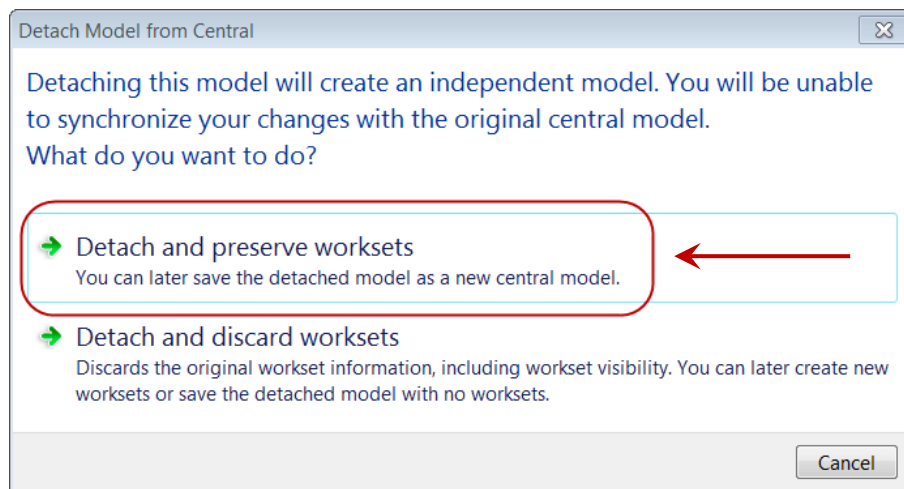 Detach Model from Central
Detaching this model will create an independent model. You will be unable
to synchronize your changes with the original central model.
What do you want to do?
Detach and preserve worksets
You can later save the detached model as a new central model.
Detach and discard worksets
Discards the original workset information, including workset visibility. You can later create new
worksets or save the detached model with no worksets.
Cancel